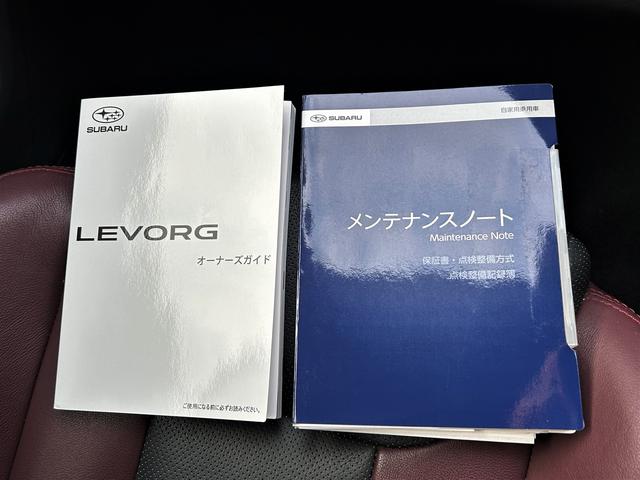 SUBARU
LEVORG
オーナーズガイド
ご使用になる前に必ずお読みください。
SUBARU
自家用乗用車
メンテナンスノート
Maintenance Note
保証書・点検整備方式
点検整備記録簿